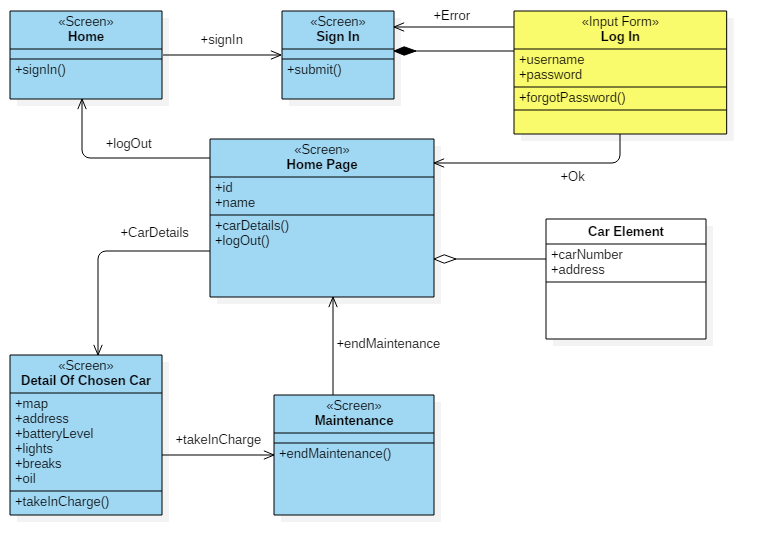 «Screen»
Home
+signIn()
+signIn
«Screen»
Sign In
+submit()
+Error
«Input Form»
Log In
+username
+password
+forgotPassword()
+logOut
«Screen»
Home Page
+id
+name
+carDetails()
+logOut()
+Ok
+CarDetails
Car Element
+carNumber
+address
+endMaintenance
«Screen»
Detail Of Chosen Car
+map
+address
+batteryLevel
+lights
+breaks
+oil
+takeInCharge()
+takeInCharge
«Screen»
Maintenance
+endMaintenance()